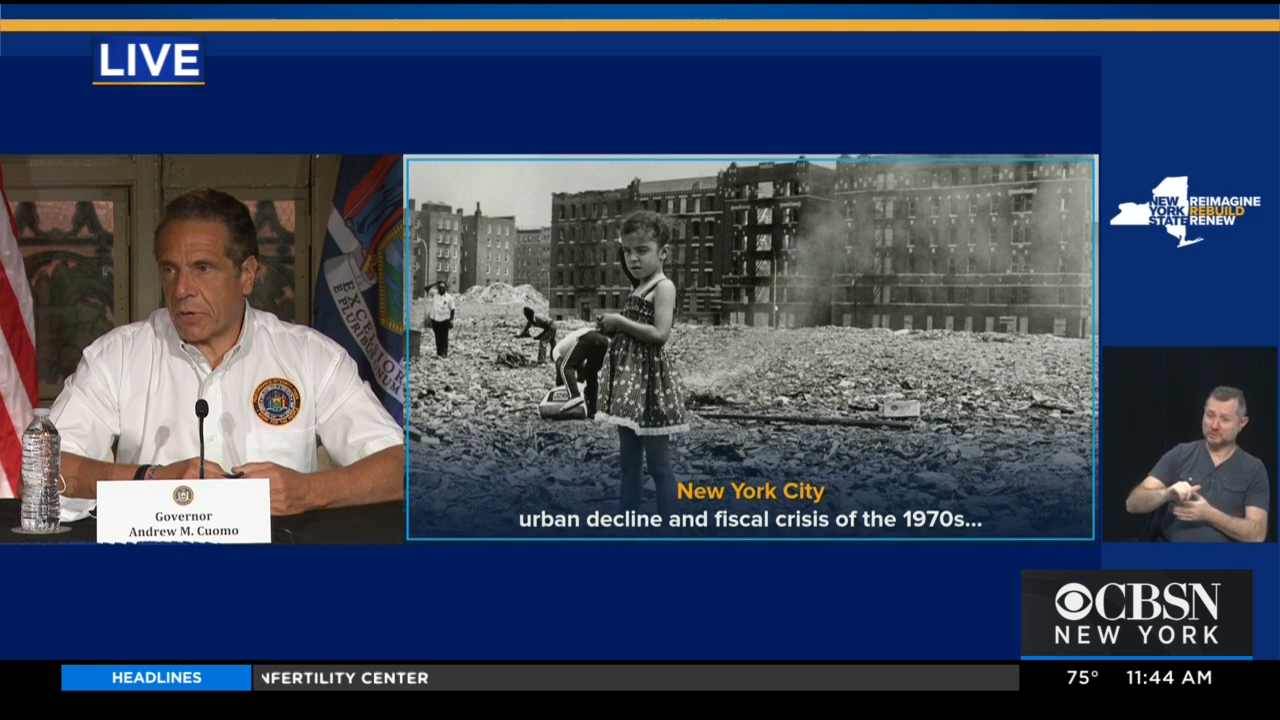 LIVE
EXCELSIOR
Governor
Andrew M. Cuomo
New York City
urban decline and fiscal crisis of the 1970s...
NEW
YORK
STATE
REIMAGINE
REBUILD
RENEW
CBSN
NEW YORK
HEADLINES
NFERTILITY CENTER
75° 11:44 AM